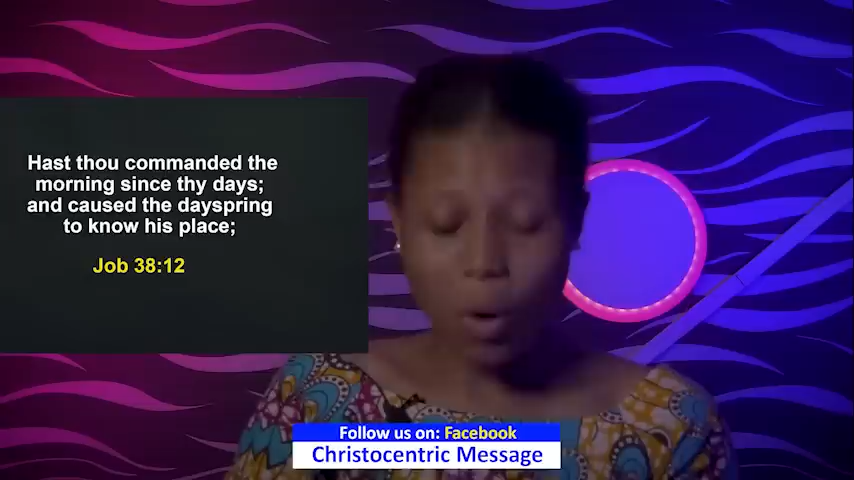 Hast thou commanded the
morning since thy days;
and caused the dayspring
to know his place;
Job 38:12
Follow us on: Facebook
Christocentric Message